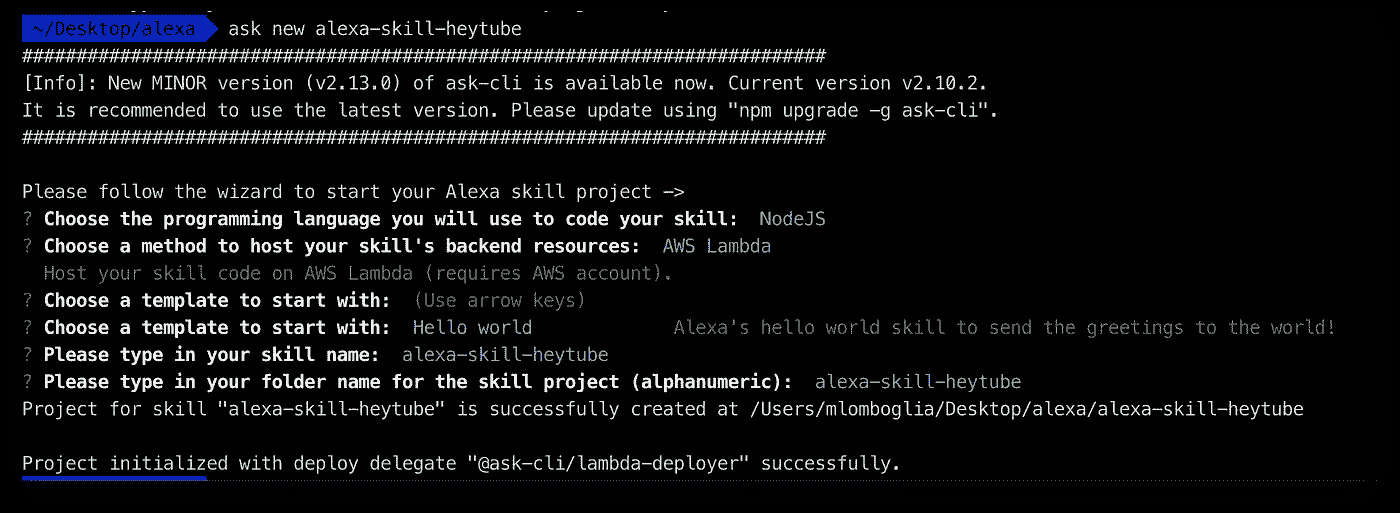 ~/Desktop/alexa ask new alexa-skill-heytube
##########################################################################
[Info]: New MINOR version (v2.13.0) of ask-cli is available now. Current version v2.10.2.
It is recommended to use the latest version. Please update using "npm upgrade -g ask-cli".
##########################################################################
Please follow the wizard to start your Alexa skill project ->
? Choose the programming language you will use to code your skill: NodeJS
? Choose a method to host your skill's backend resources: AWS Lambda
Host your skill code on AWS Lambda (requires AWS account).
? Choose a template to start with: (Use arrow keys)
? Choose a template to start with: Hello world Alexa's hello world skill to send the greetings to the world!
? Please type in your skill name: alexa-skill-heytube
? Please type in your folder name for the skill project (alphanumeric): alexa-skill-heytube
Project for skill "alexa-skill-heytube" is successfully created at /Users/mlomboglia/Desktop/alexa/alexa-skill-heytube
Project initialized with deploy delegate "@ask-cli/lambda-deployer" successfully.